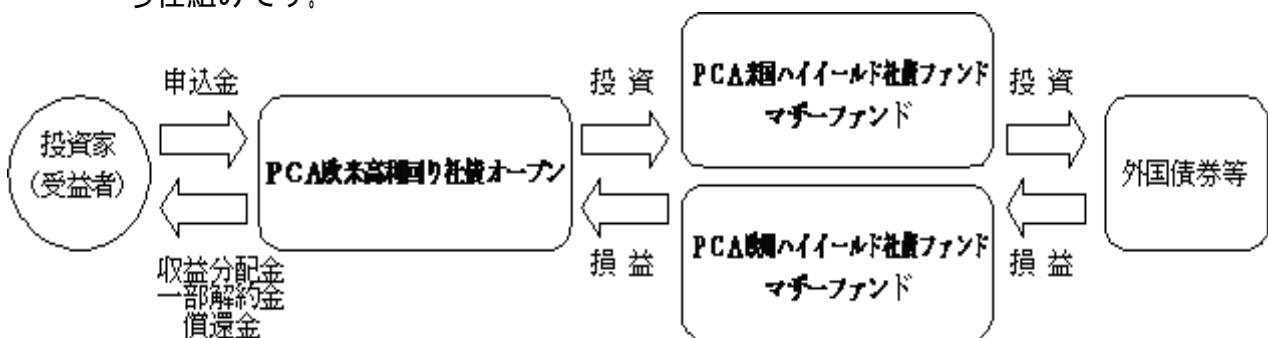 う仕組みです。
申込金
投資家
(受益者)
収益分配金
一部解約金
償還金
PCA欧米高利回り社債オープン
投 資
損 益
PCA米国ハイイールド社債ファンド
マザーファンド
PCA欧州ハイイールド社債ファンド
マザーファンド
投 資
損 益
外国債券等